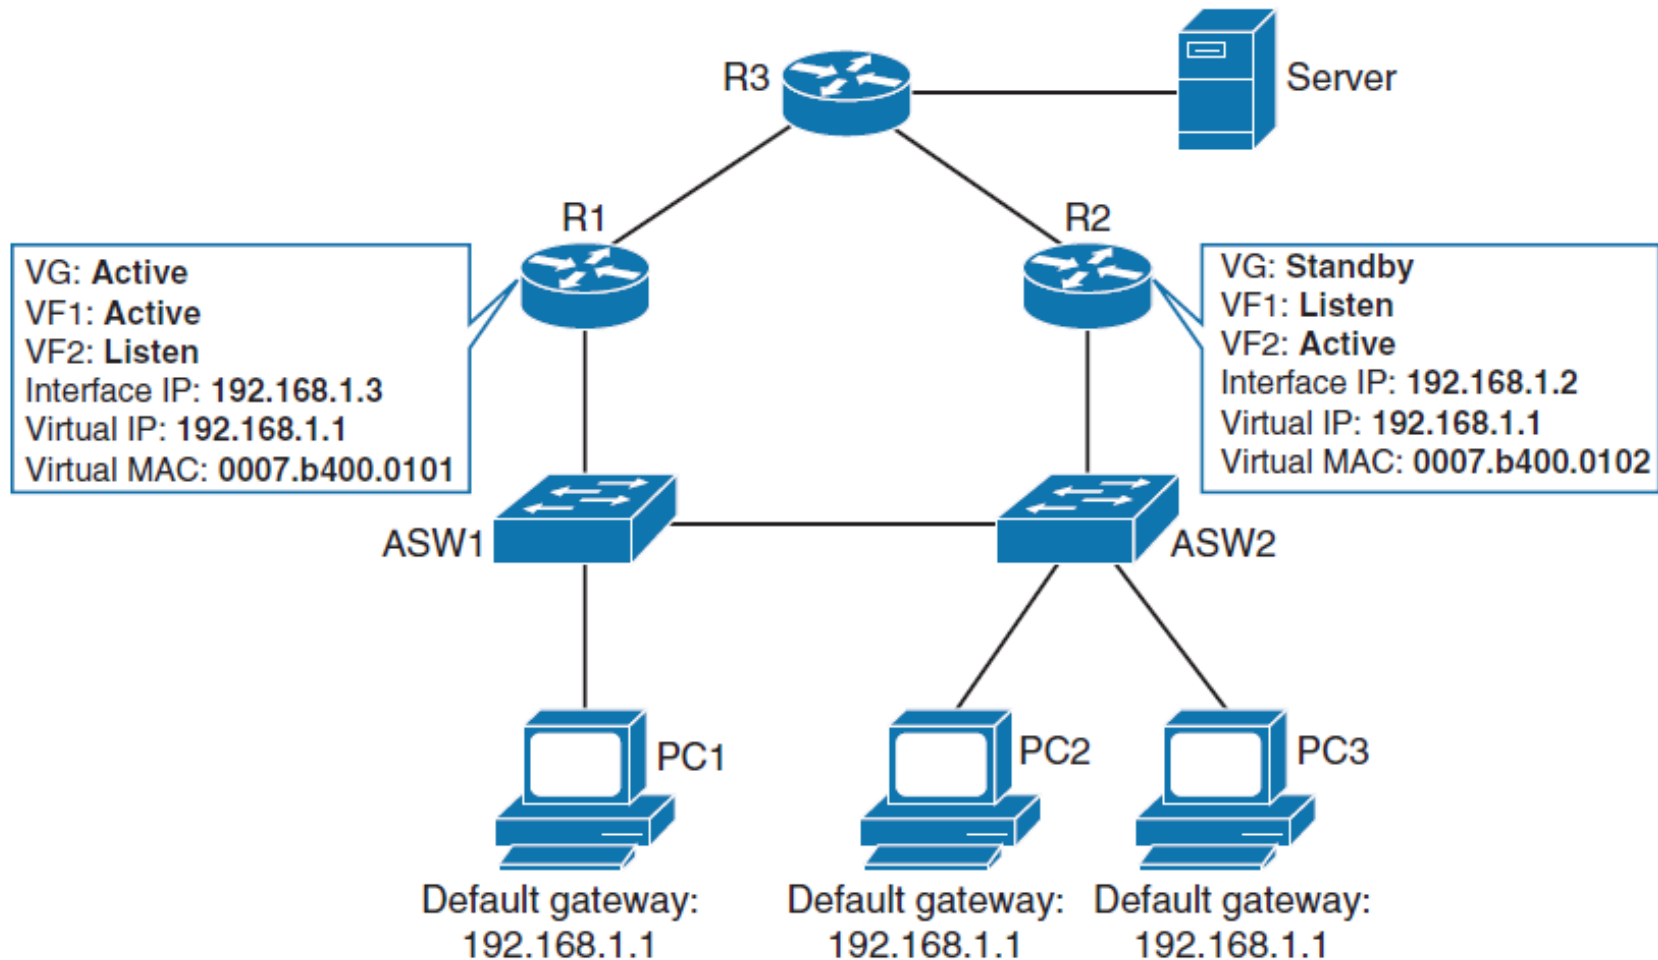 R3
Server
R1
R2
VG: Active
VF1: Active
VF2: Listen
Interface IP: 192.168.1.3
Virtual IP: 192.168.1.1
Virtual MAC: 0007.b400.0101
VG: Standby
VF1: Listen
VF2: Active
Interface IP: 192.168.1.2
Virtual IP: 192.168.1.1
Virtual MAC: 0007.b400.0102
ASW1
ASW2
PC1
PC2
PC3
Default gateway:
192.168.1.1
Default gateway:
192.168.1.1
Default gateway:
192.168.1.1